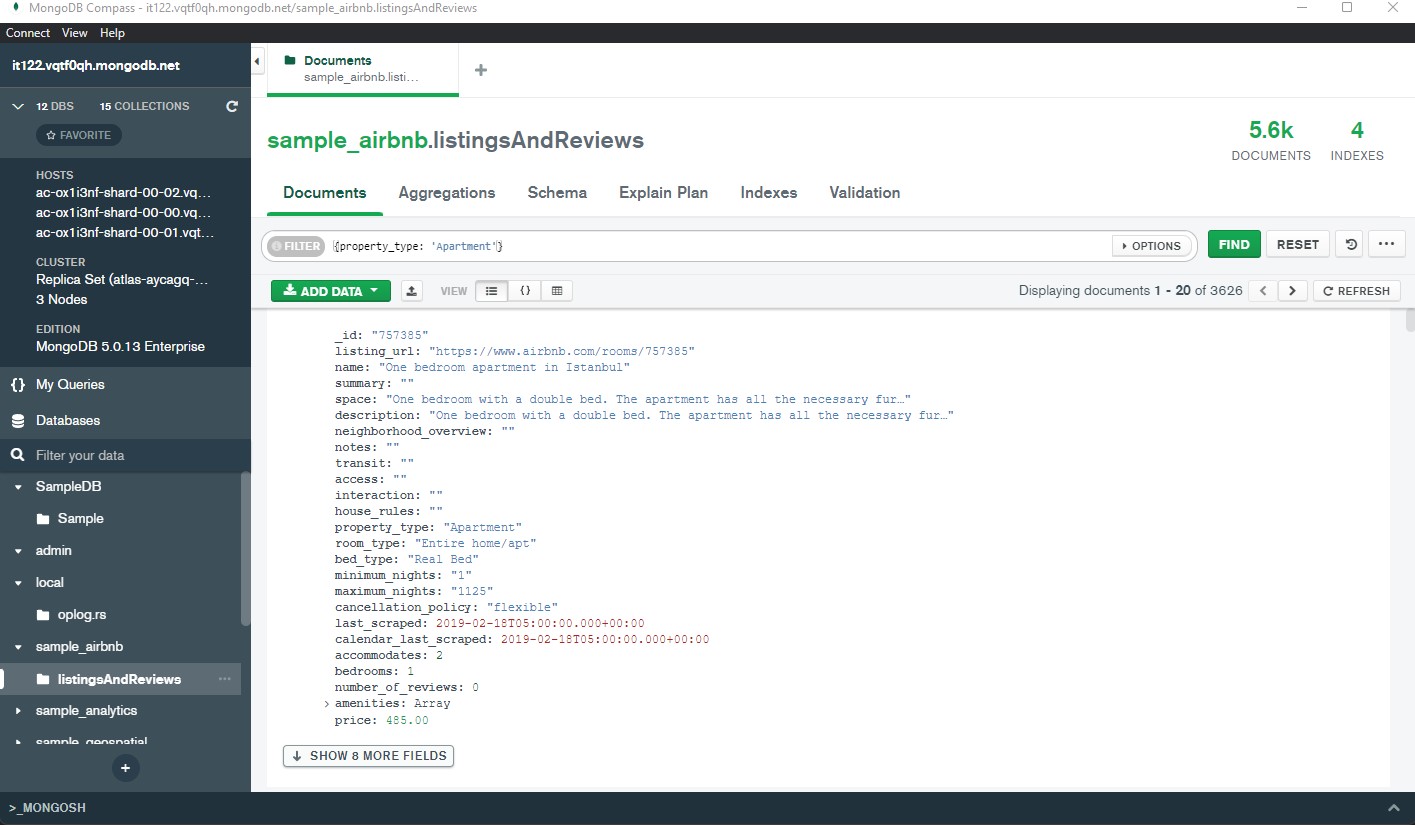 MongoDB Compass - it122.vqtf0qh.mongodb.net/sample_airbnb.listingsAndReviews
Connect View Help
it122.vqtf0qh.mongodb.net
12 DBS 15 COLLECTIONS
FAVORITE
HOSTS
ac-ox1i3nf-shard-00-02.vq...
ac-ox1i3nf-shard-00-00.vq...
ac-ox1i3nf-shard-00-01.vqt...
CLUSTER
Replica Set (atlas-aycagq-...
3 Nodes
EDITION
MongoDB 5.0.13 Enterprise
{} My Queries
Databases
Filter your data
SampleDB
Sample
admin
local
oplog.rs
sample_airbnb
listingsAndReviews ...
sample_analytics
sample_geospatial
+
Documents
sample_airbnb.listi...
+
sample_airbnb.listingsAndReviews
5.6k
DOCUMENTS
4
INDEXES
Documents Aggregations Schema Explain Plan Indexes Validation
FILTER {property_type: 'Apartment'} OPTIONS FIND RESET ...
ADD DATA VIEW {} Displaying documents 1 - 20 of 3626 < > REFRESH
_id: "757385"
listing_url: "https://www.airbnb.com/rooms/757385"
name: "One bedroom apartment in Istanbul"
summary: ""
space: "One bedroom with a double bed. The apartment has all the necessary fur…"
description: "One bedroom with a double bed. The apartment has all the necessary fur…"
neighborhood_overview: ""
notes: ""
transit: ""
access: ""
interaction: ""
house_rules: ""
property_type: "Apartment"
room_type: "Entire home/apt"
bed_type: "Real Bed"
minimum_nights: "1"
maximum_nights: "1125"
cancellation_policy: "flexible"
last_scraped: 2019-02-18T05:00:00.000+00:00
calendar_last_scraped: 2019-02-18T05:00:00.000+00:00
accommodates: 2
bedrooms: 1
number_of_reviews: 0
> amenities: Array
price: 485.00
SHOW 8 MORE FIELDS
>_MONGOSH